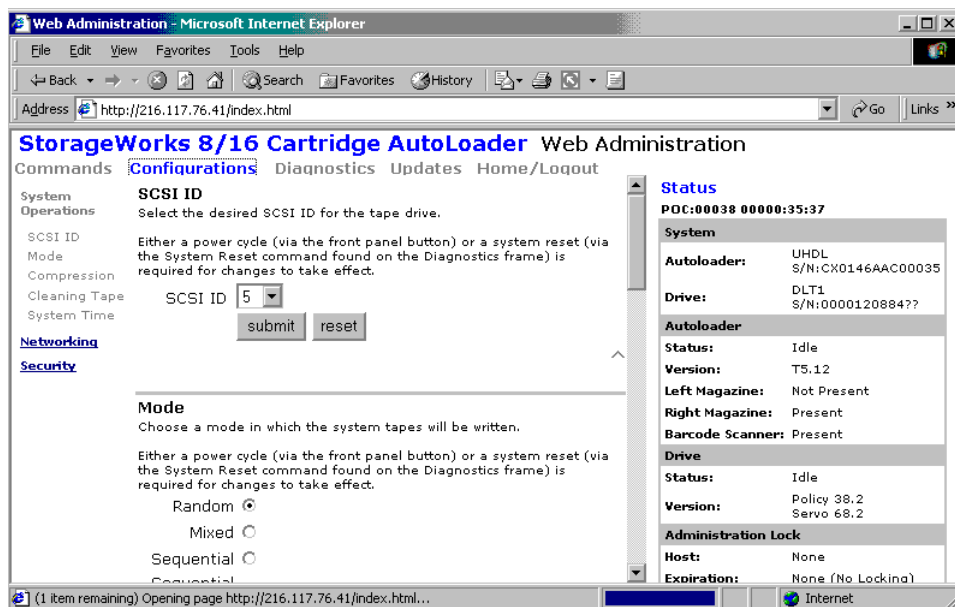 Web Administration - Microsoft Internet Explorer
File Edit View Favorites Tools Help
Back Search Favorites History
Address http://216.117.76.41/index.html Go Links »
StorageWorks 8/16 Cartridge AutoLoader Web Administration
Commands Configurations Diagnostics Updates Home/Logout
System
Operations
SCSI ID
Mode
Compression
Cleaning Tape
System Time
Networking
Security
SCSI ID
Select the desired SCSI ID for the tape drive.
Either a power cycle (via the front panel button) or a system reset (via
the System Reset command found on the Diagnostics frame) is
required for changes to take effect.
SCSI ID 5
submit reset
Mode
Choose a mode in which the system tapes will be written.
Either a power cycle (via the front panel button) or a system reset (via
the System Reset command found on the Diagnostics frame) is
required for changes to take effect.
Random
Mixed
Sequential
Sequential
Status
POC:00038 00000:35:37
System
Autoloader: UHDL
S/N:CX0146AAC00035
Drive: DLT1
S/N:0000120884??
Autoloader
Status: Idle
Version: T5.12
Left Magazine: Not Present
Right Magazine: Present
Barcode Scanner: Present
Drive
Status: Idle
Version: Policy 38.2
Servo 68.2
Administration Lock
Host: None
Expiration: None (No Locking)
(1 item remaining) Opening page http://216.117.76.41/index.html... Internet